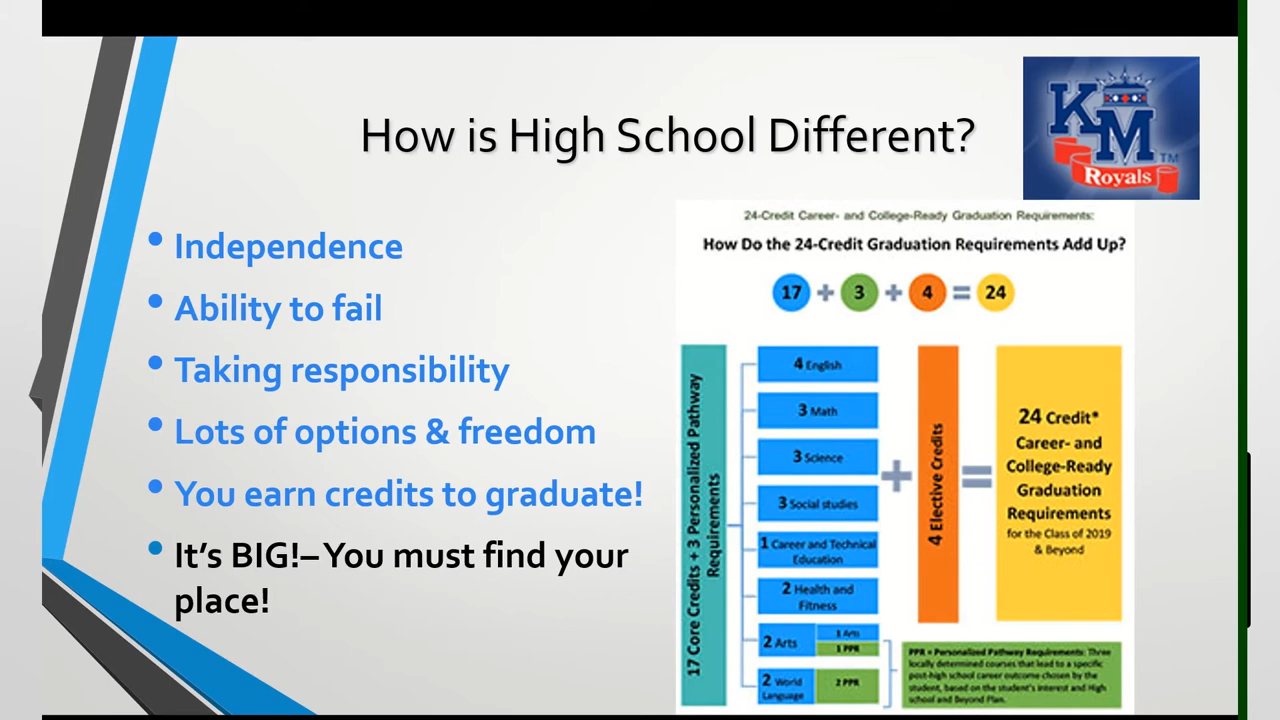 How is High School Different?
KM
TM
Royals
• Independence
• Ability to fail
• Taking responsibility
• Lots of options & freedom
• You earn credits to graduate!
• It's BIG!– You must find your
place!
24-Credit Career- and College-Ready Graduation Requirements:
How Do the 24-Credit Graduation Requirements Add Up?
17 + 3 + 4 = 24
17 Core Credits + 3 Personalized Pathway
Requirements
4 English
3 Math
3 Science
3 Social studies
1 Career and Technical
Education
2 Health and
Fitness
2 Arts
1 Arts
1 PPR
2 World
Language
2 PPR
+
4 Elective Credits
=
24 Credit*
Career- and
College-Ready
Graduation
Requirements
for the Class of 2019
& Beyond
PPR = Personalized Pathway Requirements: Three
locally determined courses that lead to a specific
post-high school career outcome chosen by the
student, based on the student's interest and High
school and Beyond Plan.